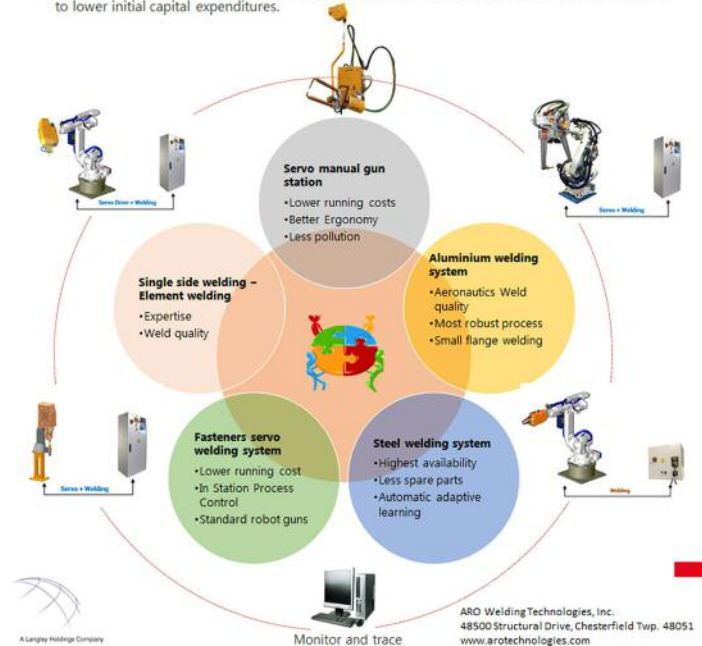 to lower initial capital expenditures.
Servo manual gun
station
•Lower running costs
•Better Ergonomy
•Less pollution
Servo Drive + Welding
Servo + Welding
Single side welding –
Element welding
•Expertise
•Weld quality
Aluminium welding
system
•Aeronautics Weld
quality
•Most robust process
•Small flange welding
Fasteners servo
welding system
•Lower running cost
•In Station Process
Control
•Standard robot guns
Steel welding system
•Highest availability
•Less spare parts
•Automatic adaptive
learning
Servo + Welding
Welding
Monitor and trace
A Langley Holdings Company
ARO Welding Technologies, Inc.
48500 Structural Drive, Chesterfield Twp. 48051
www.arotechnologies.com